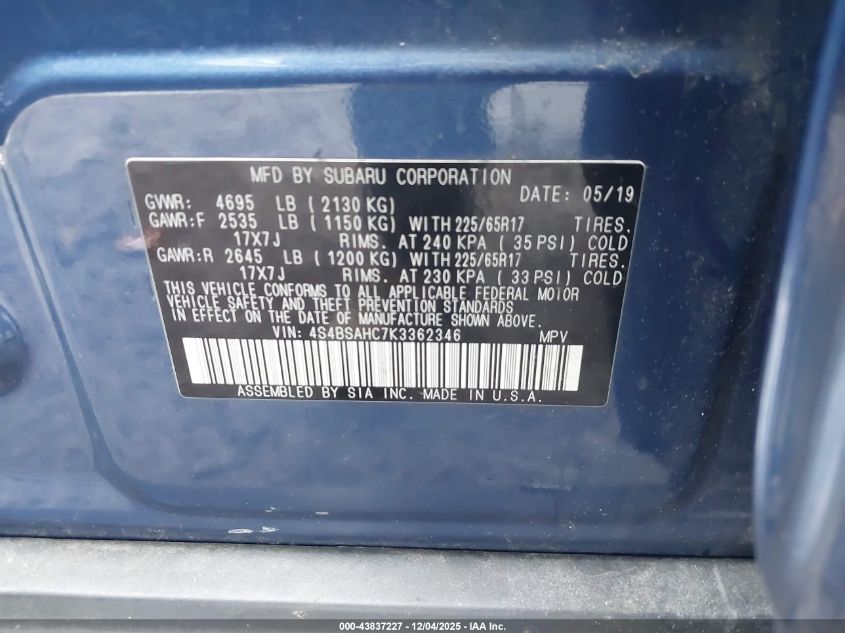 MFD BY SUBARU CORPORATION
DATE: 05/19
GVWR: 4695 LB ( 2130 KG)
GAWR:F 2535 LB ( 1150 KG) WITH 225/65R17 TIRES.
17X7J RIMS. AT 240 KPA ( 35 PSI) COLD
GAWR:R 2645 LB ( 1200 KG) WITH 225/65R17 TIRES.
17X7J RIMS. AT 230 KPA ( 33 PSI) COLD
THIS VEHICLE CONFORMS TO ALL APPLICABLE FEDERAL MOTOR
VEHICLE SAFETY AND THEFT PREVENTION STANDARDS
IN EFFECT ON THE DATE OF MANUFACTURE SHOWN ABOVE.
VIN: 4S4BSAHC7K3362346 MPV
ASSEMBLED BY SIA INC. MADE IN U.S.A.
000-43837227 - 12/04/2025 - IAA Inc.